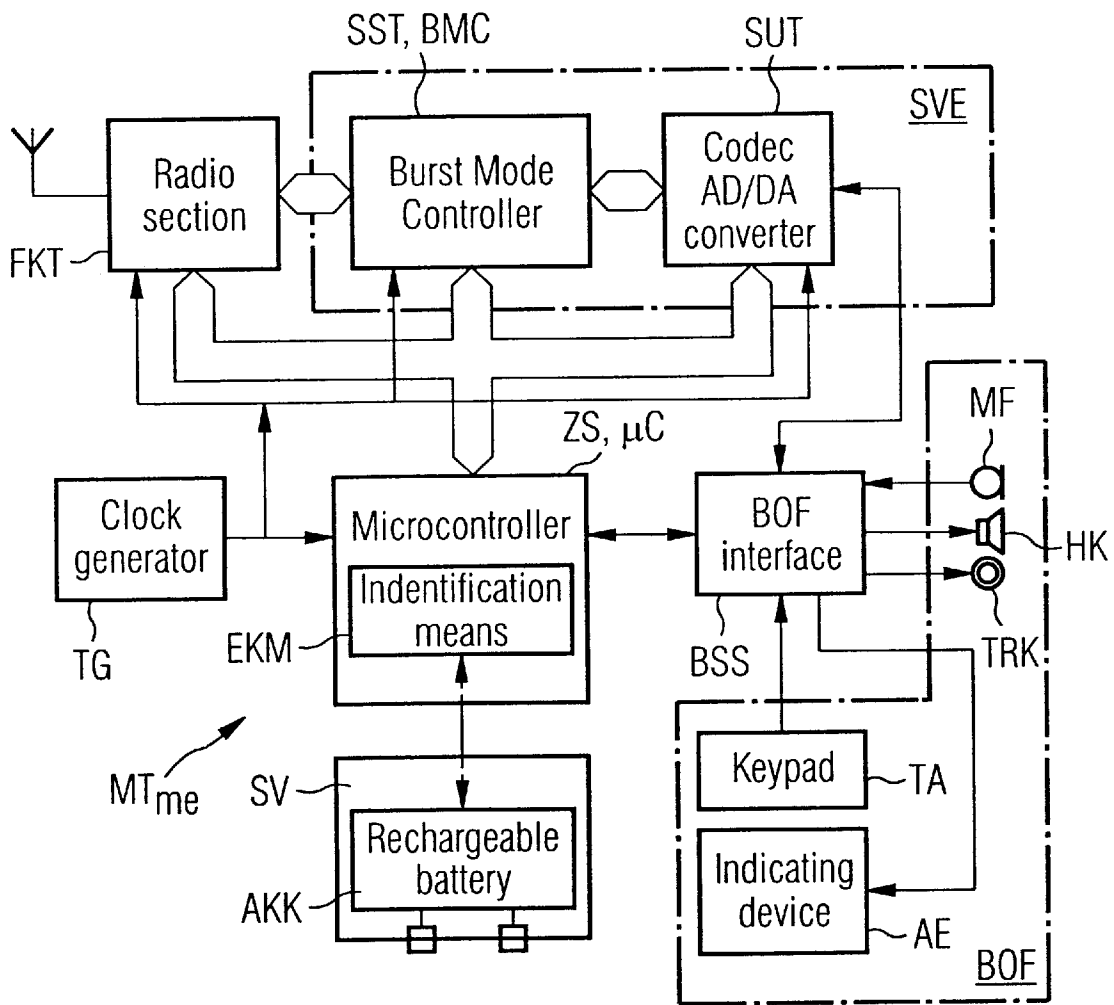 SST, BMC
SUT
SVE
Radio
section
Burst Mode
Controller
Codec
AD/DA
converter
FKT
ZS, μC
MF
Clock
generator
Microcontroller
BOF
interface
HK
Indentification
means
TG
EKM
BSS
TRK
MTme
SV
Keypad
TA
Rechargeable
battery
AKK
Indicating
device
AE
BOF